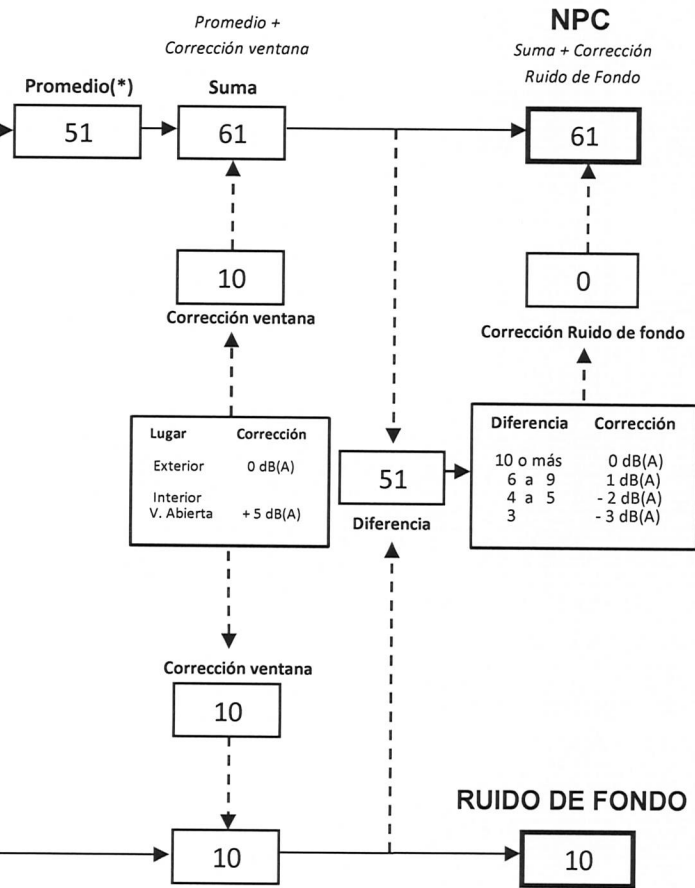 Promedio +
Corrección ventana
NPC
Suma + Corrección
Ruido de Fondo
Promedio(*)
Suma
51
61
61
10
0
Corrección ventana
Corrección Ruido de fondo
Lugar Corrección
Exterior 0 dB(A)
Interior
V. Abierta + 5 dB(A)
51
Diferencia
Diferencia Corrección
10 o más 0 dB(A)
6 a 9 1 dB(A)
4 a 5 - 2 dB(A)
3 - 3 dB(A)
Corrección ventana
10
RUIDO DE FONDO
10
10